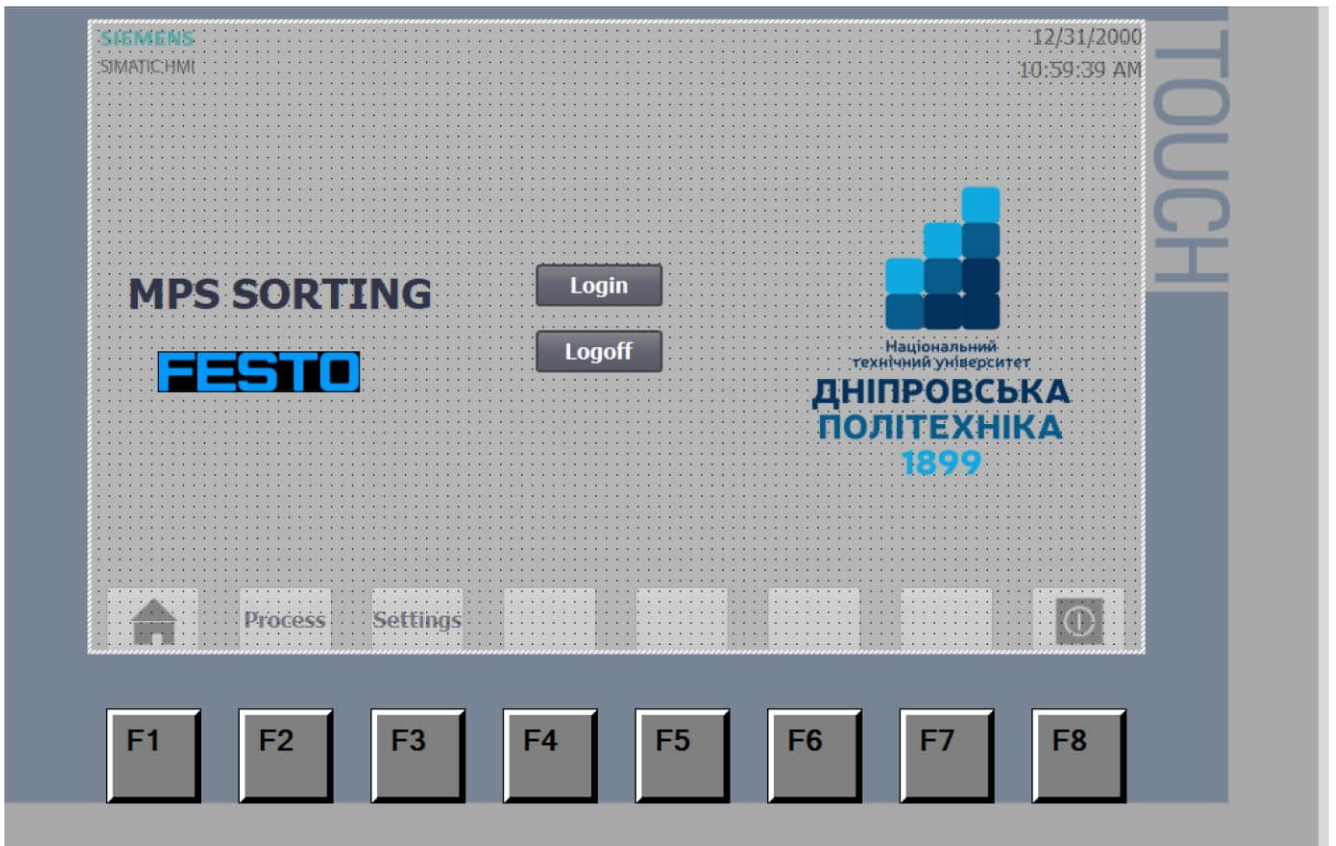 SIEMENS
SIMATIC HMI
12/31/2000
10:59:39 AM
TOUCH
MPS SORTING
FESTO
Login
Logoff
Національний
технічний університет
ДНІПРОВСЬКА
ПОЛІТЕХНІКА
1899
Process
Settings
F1
F2
F3
F4
F5
F6
F7
F8